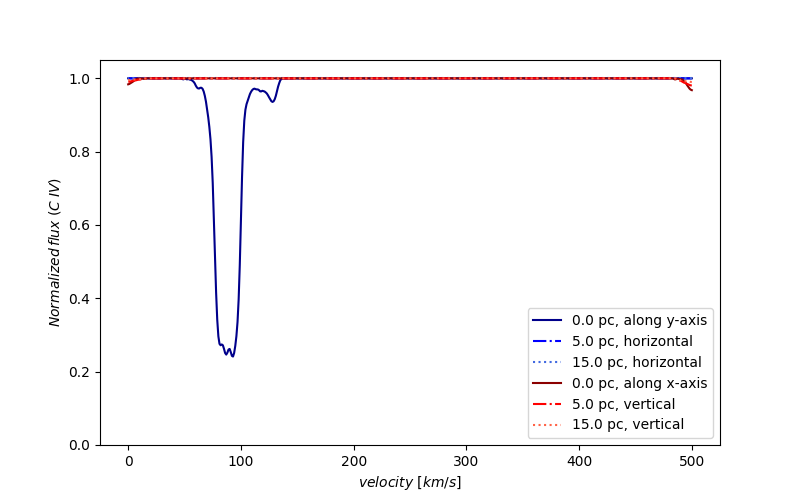 1.0
0.8
0.6
0.4
0.2
0.0
Normalized flux (C IV)
0.0 pc, along y-axis
5.0 pc, horizontal
15.0 pc, horizontal
0.0 pc, along x-axis
5.0 pc, vertical
15.0 pc, vertical
0 100 200 300 400 500
velocity [km/s]